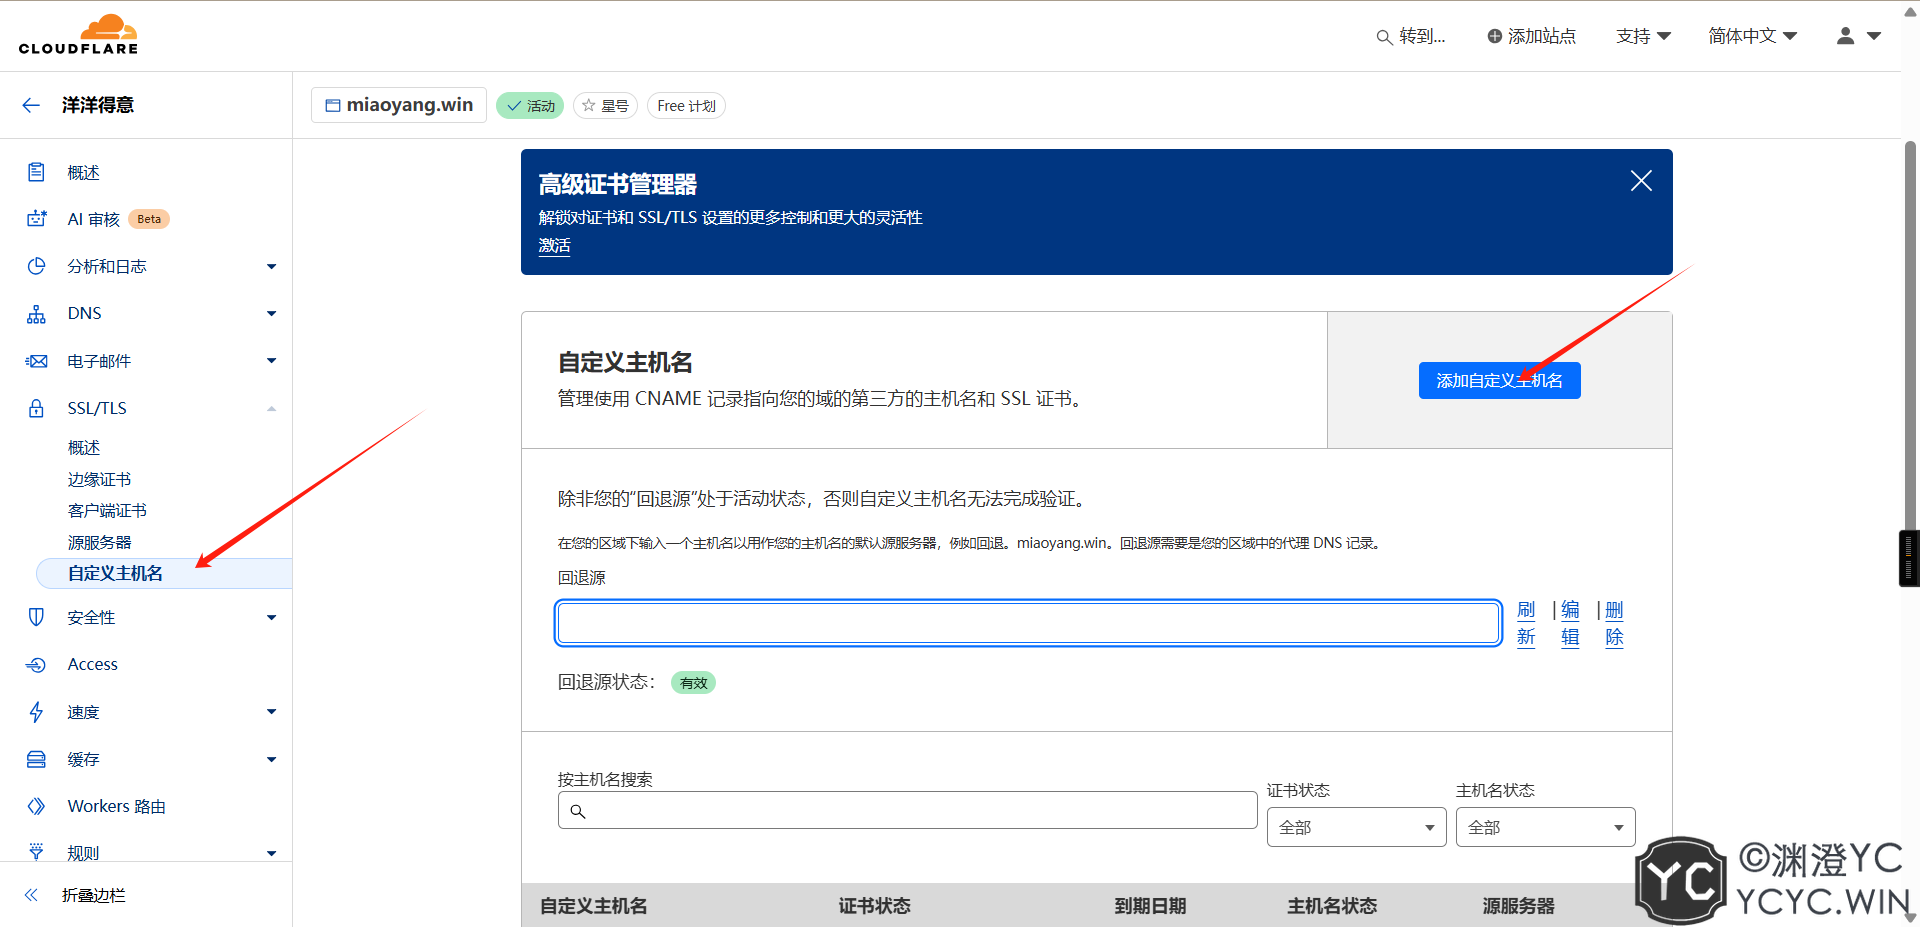 CLOUDFLARE
转到...
添加站点
支持
简体中文
洋洋得意
miaoyang.win
活动
星号
Free 计划
概述
AI 审核
Beta
分析和日志
DNS
电子邮件
SSL/TLS
概述
边缘证书
客户端证书
源服务器
自定义主机名
安全性
Access
速度
缓存
Workers 路由
规则
折叠边栏
高级证书管理器
解锁对证书和 SSL/TLS 设置的更多控制和更大的灵活性
激活
自定义主机名
管理使用 CNAME 记录指向您的域的第三方的主机名和 SSL 证书。
添加自定义主机名
除非您的“回退源”处于活动状态，否则自定义主机名无法完成验证。
在您的区域下输入一个主机名以用作您的主机名的默认源服务器，例如回退。miaoyang.win。回退源需要是您的区域中的代理 DNS 记录。
回退源
刷新 | 编辑 | 删除
回退源状态： 有效
按主机名搜索
证书状态
主机名状态
全部
全部
自定义主机名 证书状态 到期日期 主机名状态 源服务器
YC
©渊澄YC
YCYC.WIN